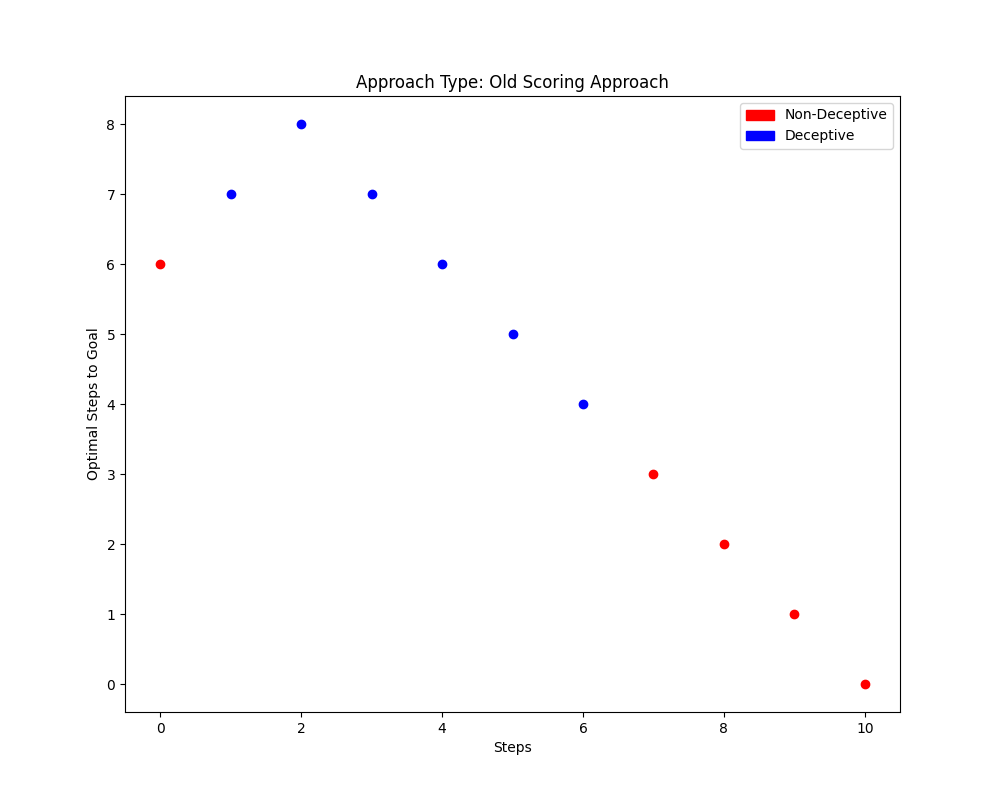 Approach Type: Old Scoring Approach
Non-Deceptive
Deceptive
Optimal Steps to Goal
8
7
6
5
4
3
2
1
0
0 2 4 6 8 10
Steps